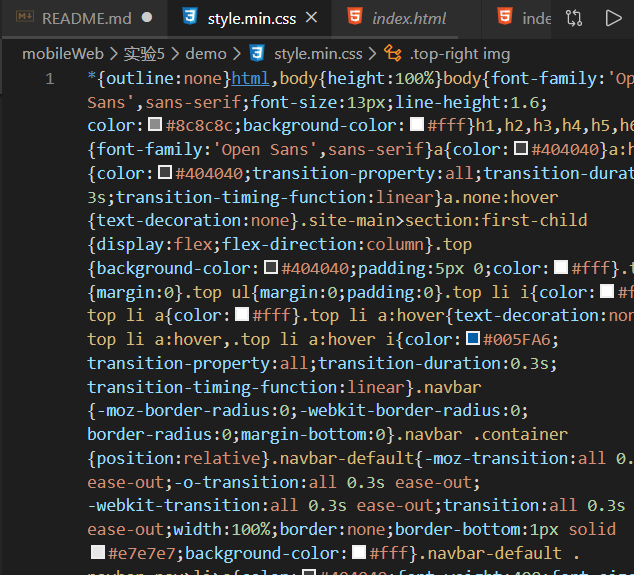 README.md style.min.css index.html inde
mobileWeb > 实验5 > demo > style.min.css > .top-right img
1 *{outline:none}html,body{height:100%}body{font-family:'Op
Sans',sans-serif;font-size:13px;line-height:1.6;
color:#8c8c8c;background-color:#fff}h1,h2,h3,h4,h5,h6
{font-family:'Open Sans',sans-serif}a{color:#404040}a:h
{color:#404040;transition-property:all;transition-durat
3s;transition-timing-function:linear}a.none:hover
{text-decoration:none}.site-main>section:first-child
{display:flex;flex-direction:column}.top
{background-color:#404040;padding:5px 0;color:#fff}.t
{margin:0}.top ul{margin:0;padding:0}.top li i{color:#f
top li a{color:#fff}.top li a:hover{text-decoration:non
top li a:hover,.top li a:hover i{color:#005FA6;
transition-property:all;transition-duration:0.3s;
transition-timing-function:linear}.navbar
{-moz-border-radius:0;-webkit-border-radius:0;
border-radius:0;margin-bottom:0}.navbar .container
{position:relative}.navbar-default{-moz-transition:all 0.
ease-out;-o-transition:all 0.3s ease-out;
-webkit-transition:all 0.3s ease-out;transition:all 0.3s
ease-out;width:100%;border:none;border-bottom:1px solid
#e7e7e7;background-color:#fff}.navbar-default .
navbar-nav>li>a{color:#404040;font-weight:400;font-size